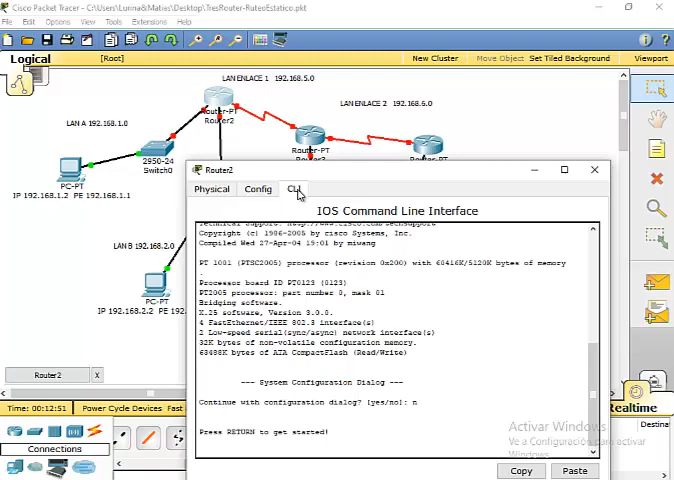 Cisco Packet Tracer - C:\Users\Lurina&Matias\Desktop\TresRouter-RuteoEstatico.pkt
File Edit Options View Tools Extensions Help
Logical [Root] New Cluster Move Object Set Tiled Background Viewport
LAN ENLACE 1 192.168.5.0
LAN ENLACE 2 192.168.6.0
LAN A 192.168.1.0
Router-PT
Router2
2950-24
Switch0
Router-PT
Router-PT
PC-PT
IP 192.168.1.2 PE 192.168.1.1
LAN B 192.168.2.0
PC-PT
IP 192.168.2.2 PE 192.168
Router2
Physical Config CLI
IOS Command Line Interface
Copyright (c) 1986-2005 by cisco Systems, Inc.
Compiled Wed 27-Apr-04 19:01 by miwang
PT 1001 (PTSC2005) processor (revision 0x200) with 60416K/5120K bytes of memory
.
Processor board ID PT0123 (0123)
PT2005 processor: part number 0, mask 01
Bridging software.
X.25 software, Version 3.0.0.
4 FastEthernet/IEEE 802.3 interface(s)
2 Low-speed serial(sync/async) network interface(s)
32K bytes of non-volatile configuration memory.
63488K bytes of ATA CompactFlash (Read/Write)
--- System Configuration Dialog ---
Continue with configuration dialog? [yes/no]: n
Press RETURN to get started!
Copy Paste
Router2 X
Time: 00:12:51 Power Cycle Devices Fast
Realtime
Connections
Destina
Activar Windows
Ve a Configuración para activar
Windows.